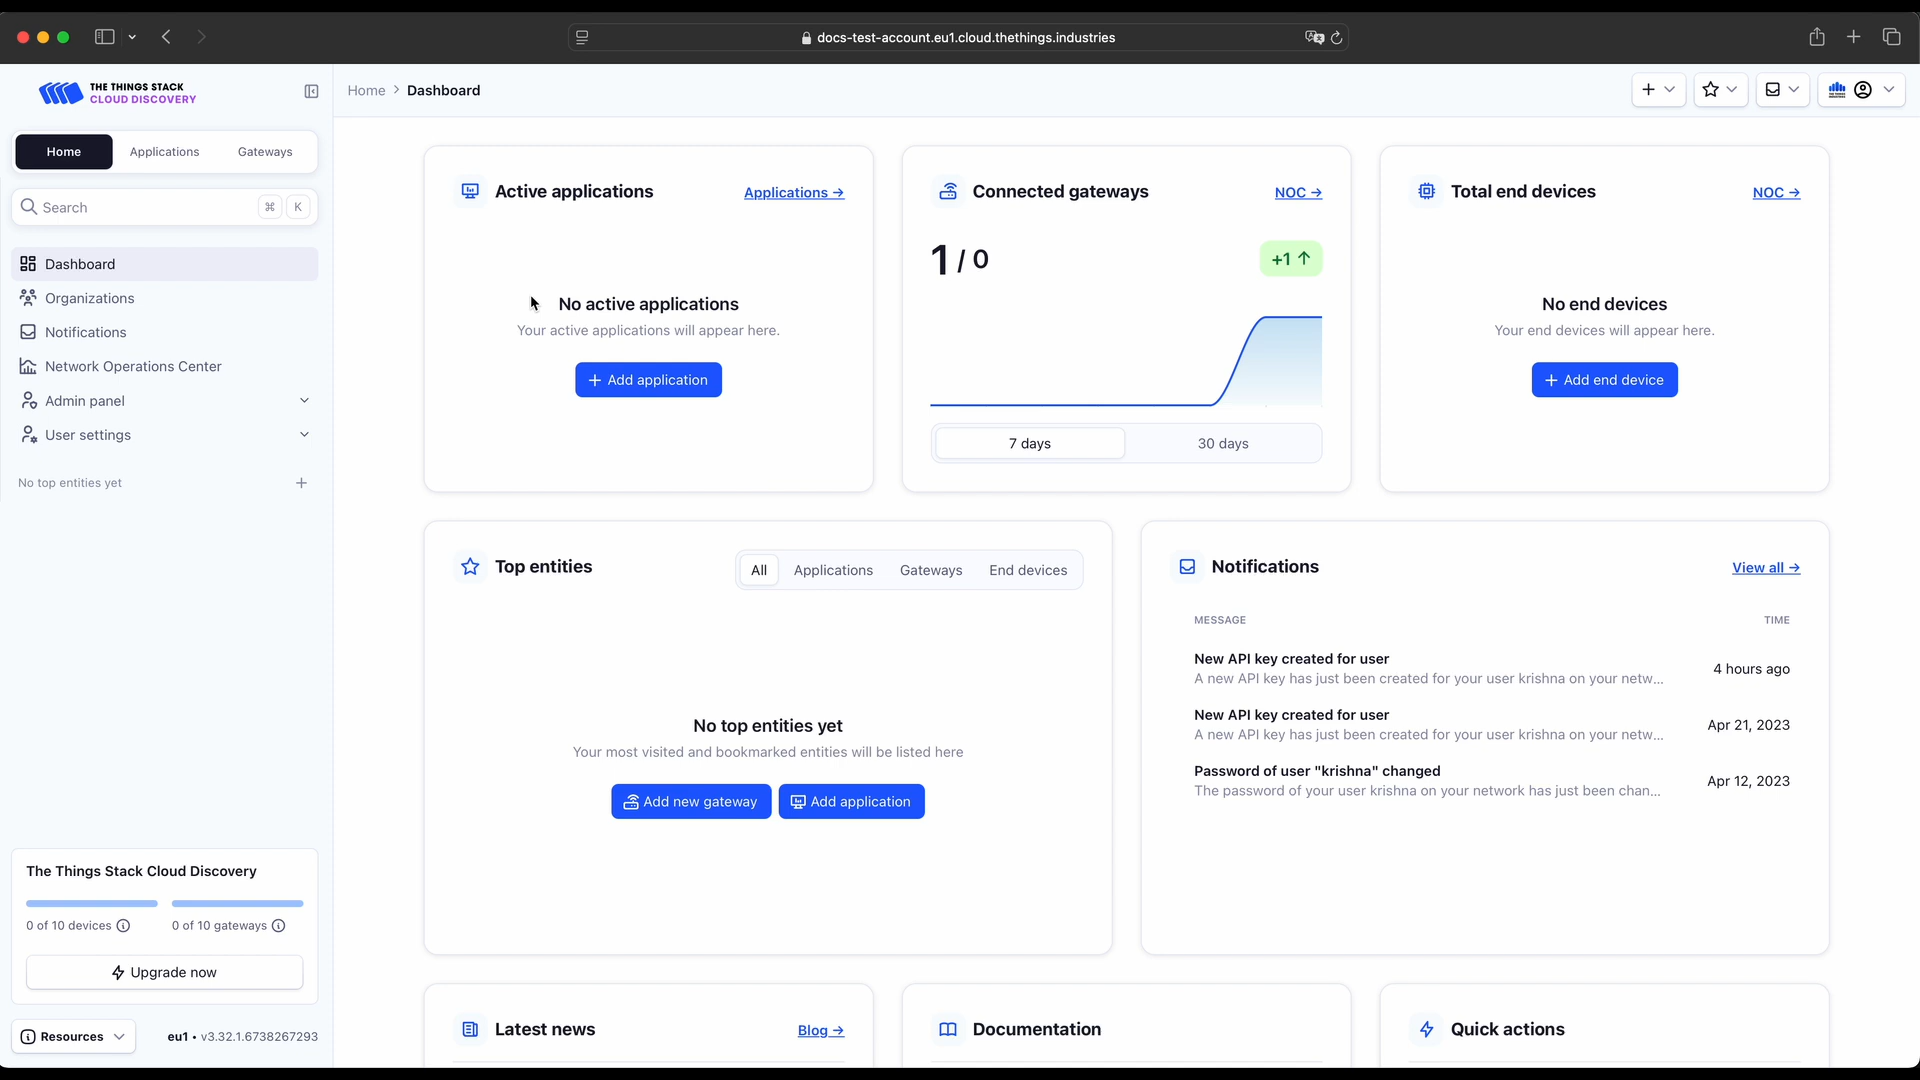 docs-test-account.eu1.cloud.thethings.industries
THE THINGS STACK
CLOUD DISCOVERY
Home > Dashboard
Home
Applications
Gateways
Search
⌘ K
Dashboard
Organizations
Notifications
Network Operations Center
Admin panel
User settings
No top entities yet
Active applications
Applications →
No active applications
Your active applications will appear here.
+ Add application
Connected gateways
NOC →
1 / 0
+1 ↑
7 days
30 days
Total end devices
NOC →
No end devices
Your end devices will appear here.
+ Add end device
Top entities
All
Applications
Gateways
End devices
No top entities yet
Your most visited and bookmarked entities will be listed here
Add new gateway
Add application
Notifications
View all →
MESSAGE
TIME
New API key created for user
A new API key has just been created for your user krishna on your netw...
4 hours ago
New API key created for user
A new API key has just been created for your user krishna on your netw...
Apr 21, 2023
Password of user "krishna" changed
The password of your user krishna on your network has just been chan...
Apr 12, 2023
The Things Stack Cloud Discovery
0 of 10 devices
0 of 10 gateways
Upgrade now
Resources
eu1 • v3.32.1.6738267293
Latest news
Blog →
Documentation
Quick actions